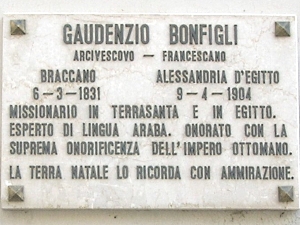 GAUDENZIO BONFIGLI
ARCIVESCOVO - FRANCESCANO
BRACCANO ALESSANDRIA D'EGITTO
6-3-1831 9-4-1904
MISSIONARIO IN TERRASANTA E IN EGITTO.
ESPERTO DI LINGUA ARABA. ONORATO CON LA
SUPREMA ONORIFICENZA DELL'IMPERO OTTOMANO.
LA TERRA NATALE LO RICORDA CON AMMIRAZIONE.